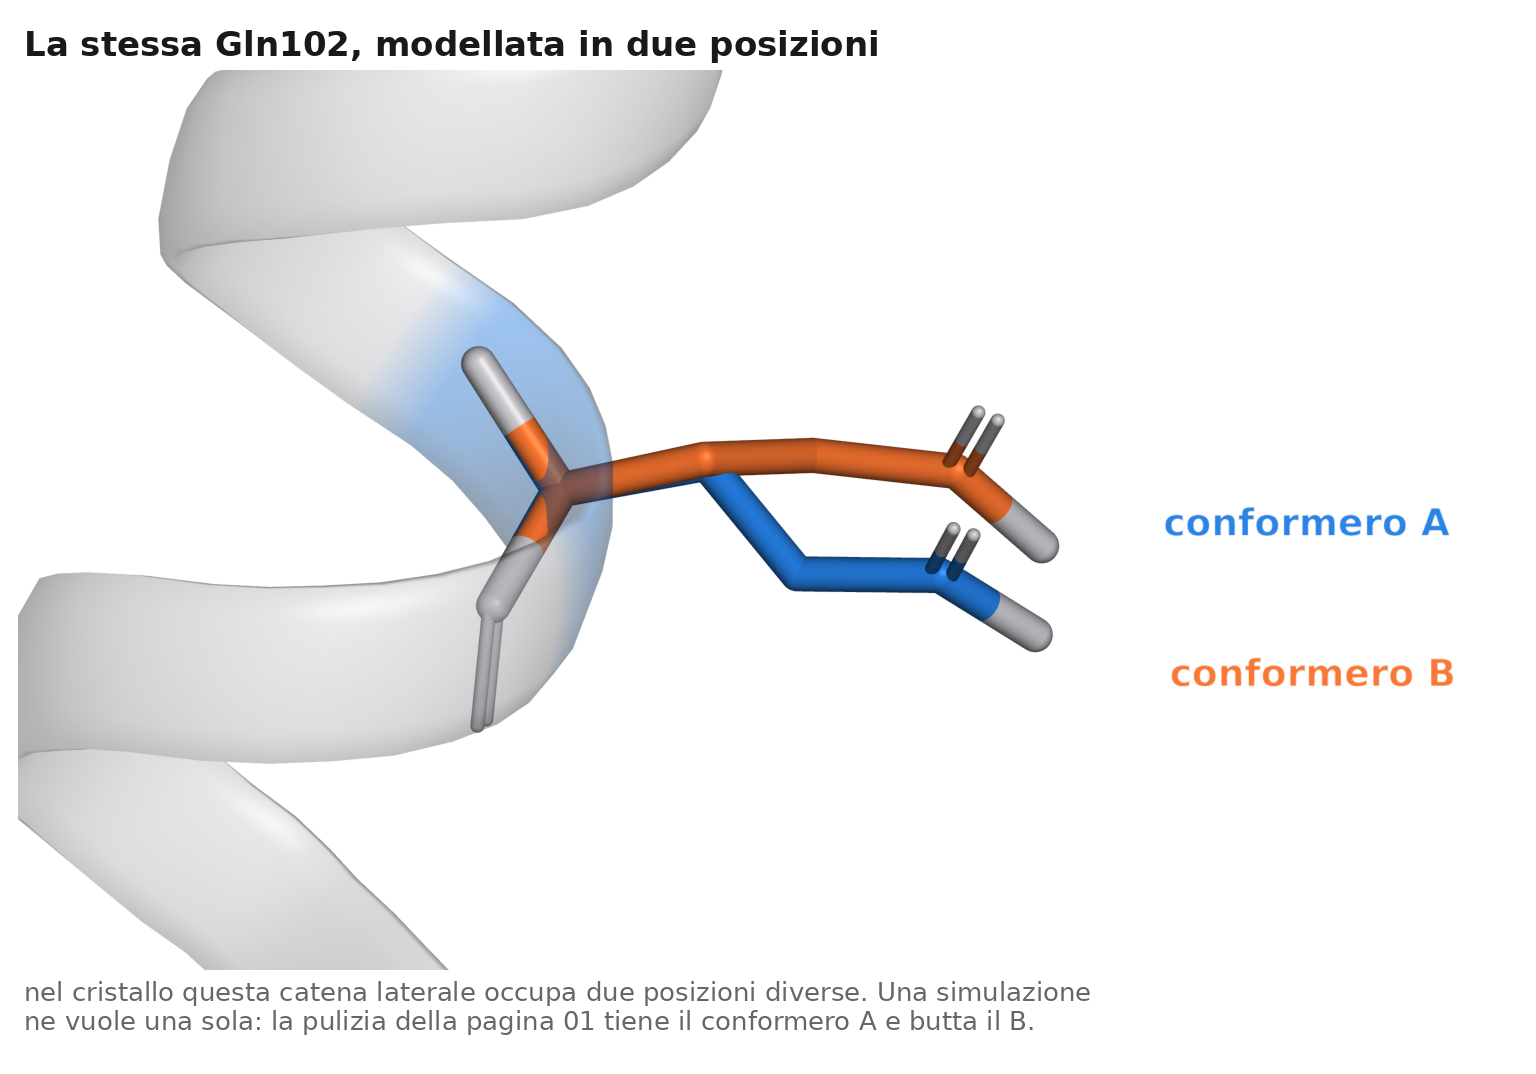 La stessa Gln102, modellata in due posizioni
conformero A
conformero B
nel cristallo questa catena laterale occupa due posizioni diverse. Una simulazione
ne vuole una sola: la pulizia della pagina 01 tiene il conformero A e butta il B.